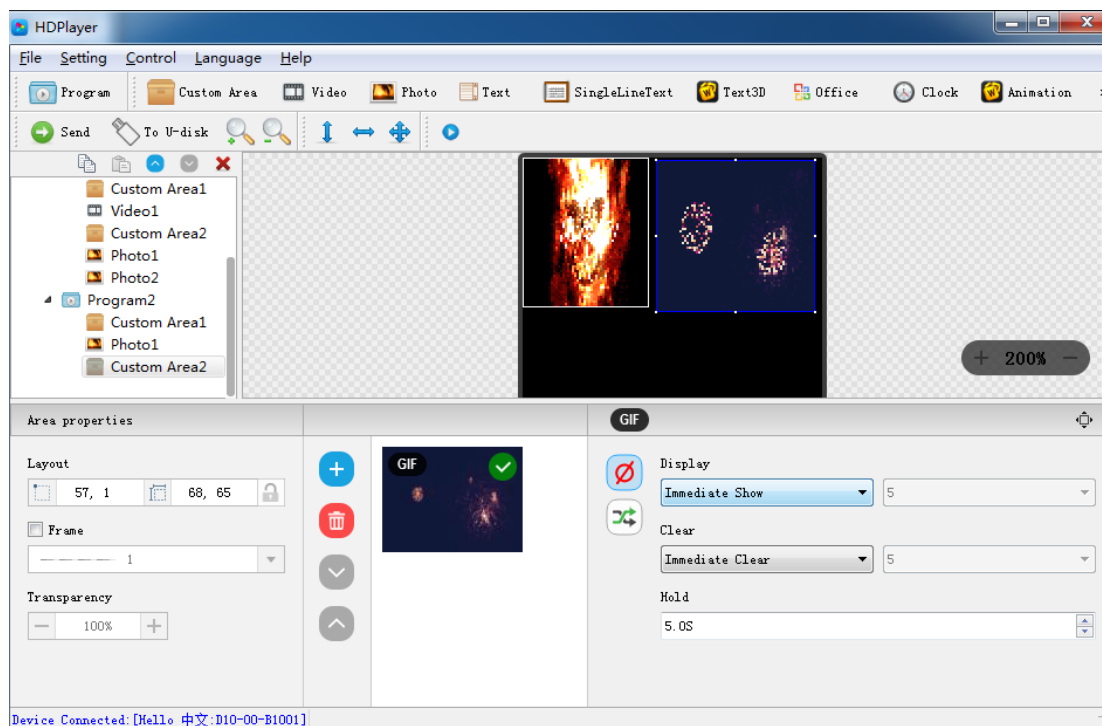 HDPlayer
File Setting Control Language Help
Program Custom Area Video Photo Text SingleLineText Text3D Office Clock Animation
Send To U-disk
Custom Area1
Video1
Custom Area2
Photo1
Photo2
Program2
Custom Area1
Photo1
Custom Area2
+ 200% −
Area properties
GIF
Layout
57, 1 68, 65
Frame
1
Transparency
− 100% +
GIF
Display
Immediate Show 5
Clear
Immediate Clear 5
Hold
5.0S
Device Connected:[Hello 中文:D10-00-B1001]